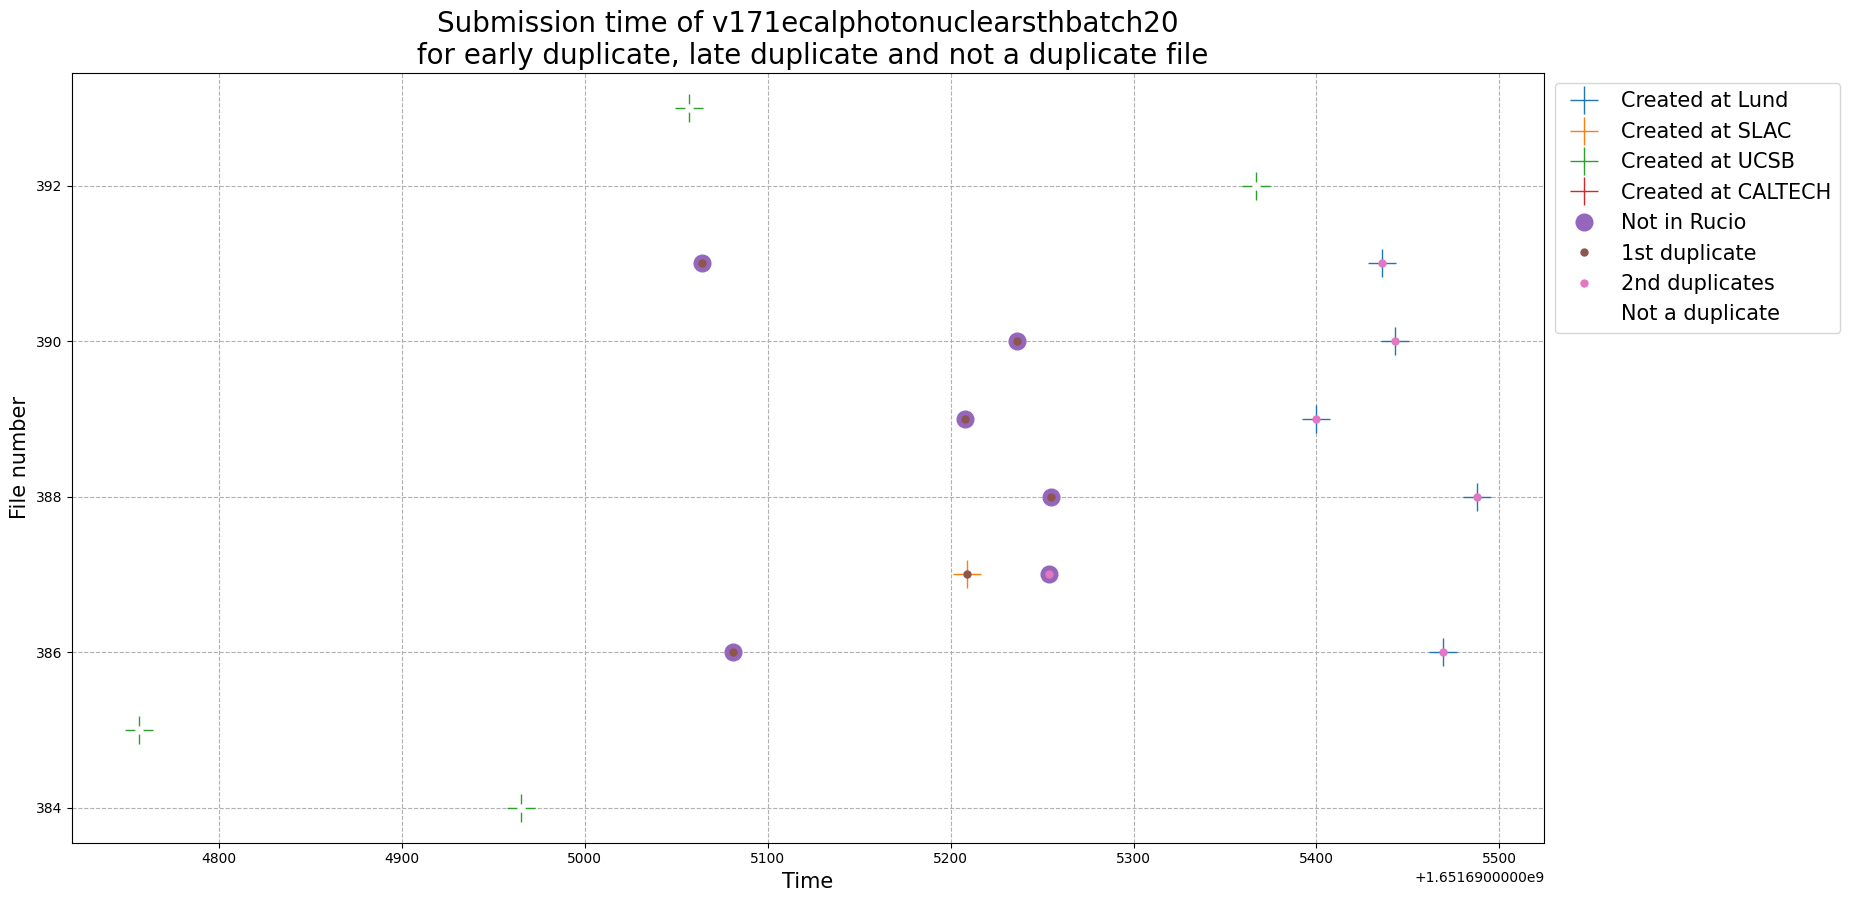 Submission time of v171ecalphotonuclearsthbatch20
for early duplicate, late duplicate and not a duplicate file
Created at Lund
Created at SLAC
Created at UCSB
Created at CALTECH
Not in Rucio
1st duplicate
2nd duplicates
Not a duplicate
File number
392
390
388
386
384
4800 4900 5000 5100 5200 5300 5400 5500
Time
+1.6516900000e9